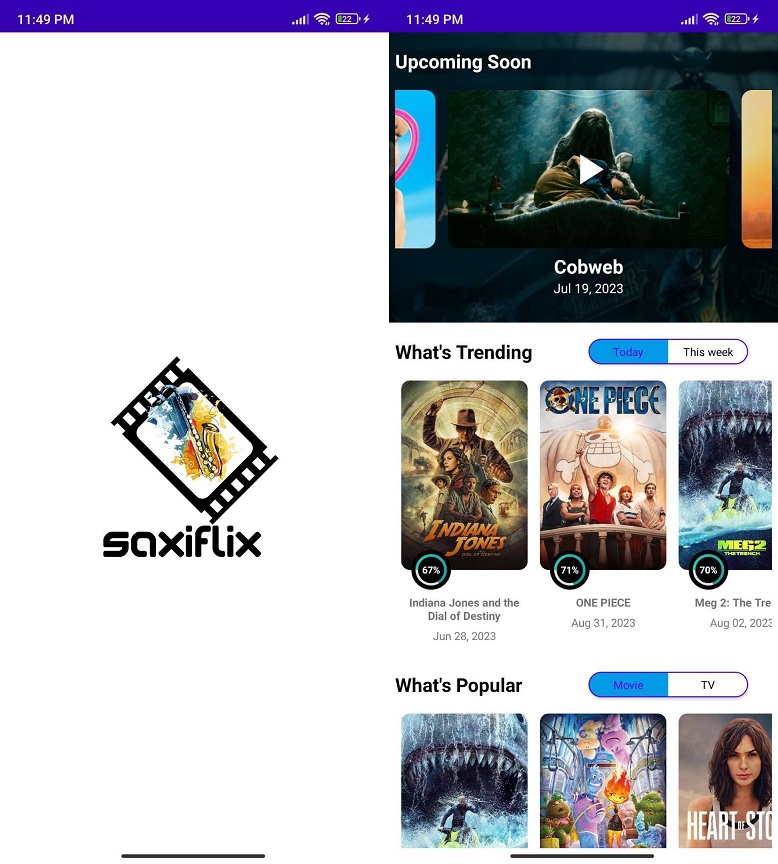 11:49 PM
22
saxiflix
11:49 PM
22
Upcoming Soon
Cobweb
Jul 19, 2023
What's Trending
Today
This week
INDIANA
JONES
DIAL OF DESTINY
ONE PIECE
MEG2
THE TRENCH
67%
71%
70%
Indiana Jones and the
Dial of Destiny
Jun 28, 2023
ONE PIECE
Aug 31, 2023
Meg 2: The Tre
Aug 02, 2023
What's Popular
Movie
TV
HEART OF STO